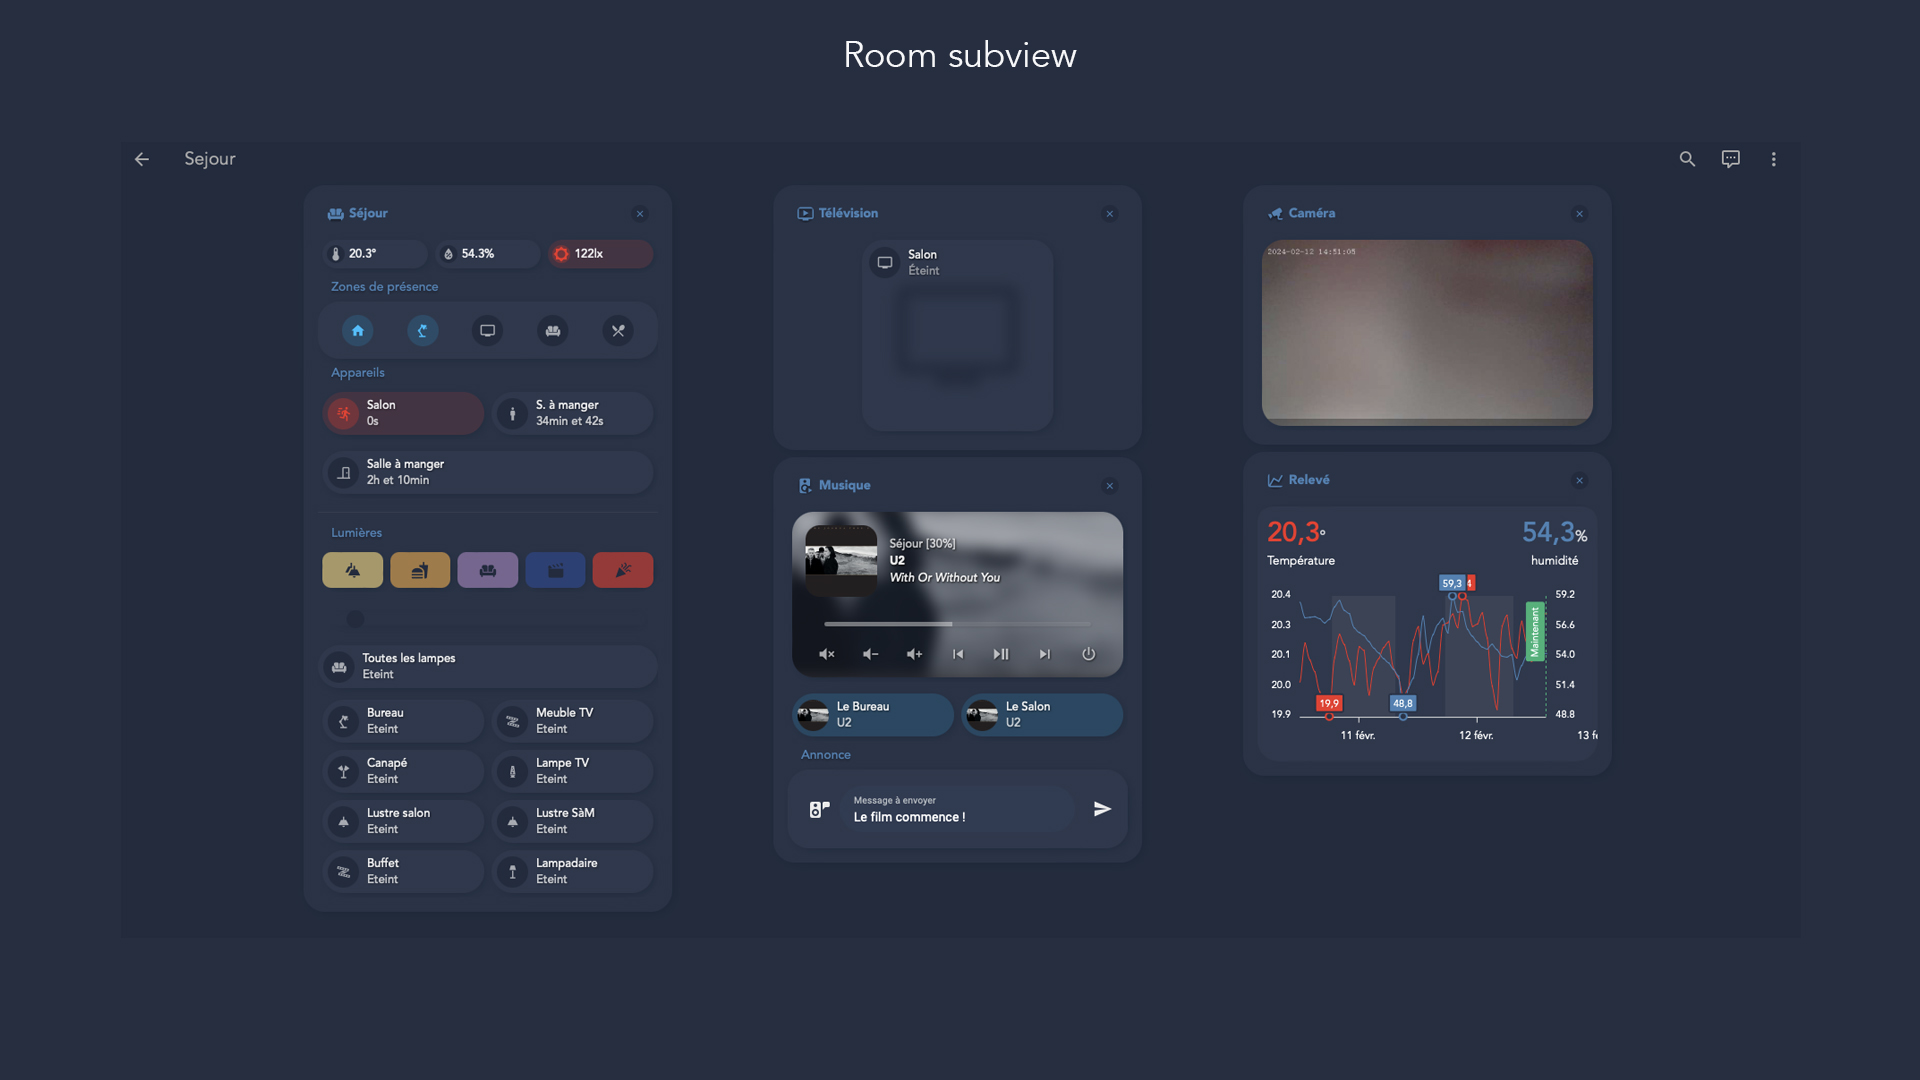 Room subview
Sejour
Séjour
20.3°
54.3%
122lx
Zones de présence
Appareils
Salon
0s
S. à manger
34min et 42s
Salle à manger
2h et 10min
Lumières
Toutes les lampes
Eteint
Bureau
Eteint
Meuble TV
Eteint
Canapé
Eteint
Lampe TV
Eteint
Lustre salon
Eteint
Lustre SàM
Eteint
Buffet
Eteint
Lampadaire
Eteint
Télévision
Salon
Éteint
Musique
Séjour [30%]
U2
With Or Without You
Le Bureau
U2
Le Salon
U2
Annonce
Message à envoyer
Le film commence !
Caméra
2024-02-12 14:51:05
Relevé
20,3°
54,3%
Température
humidité
59,3
4
20.4
59.2
20.3
56.6
20.1
54.0
20.0
51.4
19.9
48.8
Maintenant
19,9
48,8
11 févr.
12 févr.
13 fé